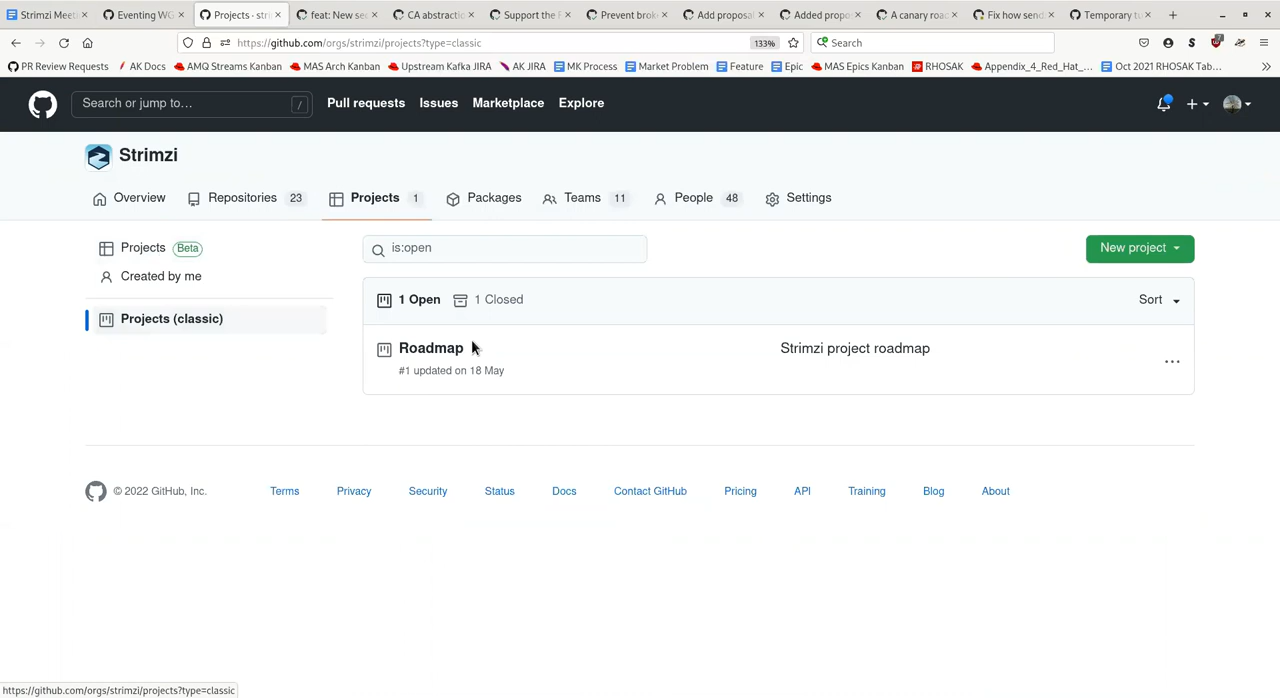 Strimzi Meeti
Eventing WG
Projects - stri
feat: New se
CA abstractio
Support the
Prevent brok
Add proposa
Added propo
A canary roa
Fix how send
Temporary t
https://github.com/orgs/strimzi/projects?type=classic
133%
Search
PR Review Requests
AK Docs
AMQ Streams Kanban
MAS Arch Kanban
Upstream Kafka JIRA
AK JIRA
MK Process
Market Problem
Feature
Epic
MAS Epics Kanban
RHOSAK
Appendix_4_Red_Hat_...
Oct 2021 RHOSAK Tab...
Search or jump to...
/
Pull requests
Issues
Marketplace
Explore
Strimzi
Overview
Repositories 23
Projects 1
Packages
Teams 11
People 48
Settings
Projects Beta
Created by me
Projects (classic)
is:open
New project
1 Open
1 Closed
Sort
Roadmap
Strimzi project roadmap
#1 updated on 18 May
© 2022 GitHub, Inc.
Terms
Privacy
Security
Status
Docs
Contact GitHub
Pricing
API
Training
Blog
About
https://github.com/orgs/strimzi/projects?type=classic